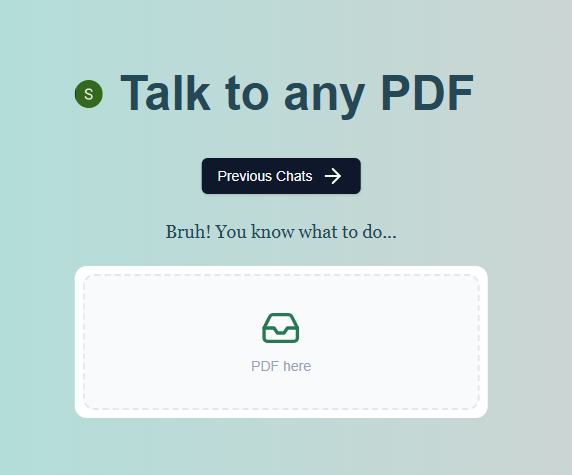 S Talk to any PDF
Previous Chats
Bruh! You know what to do...
PDF here